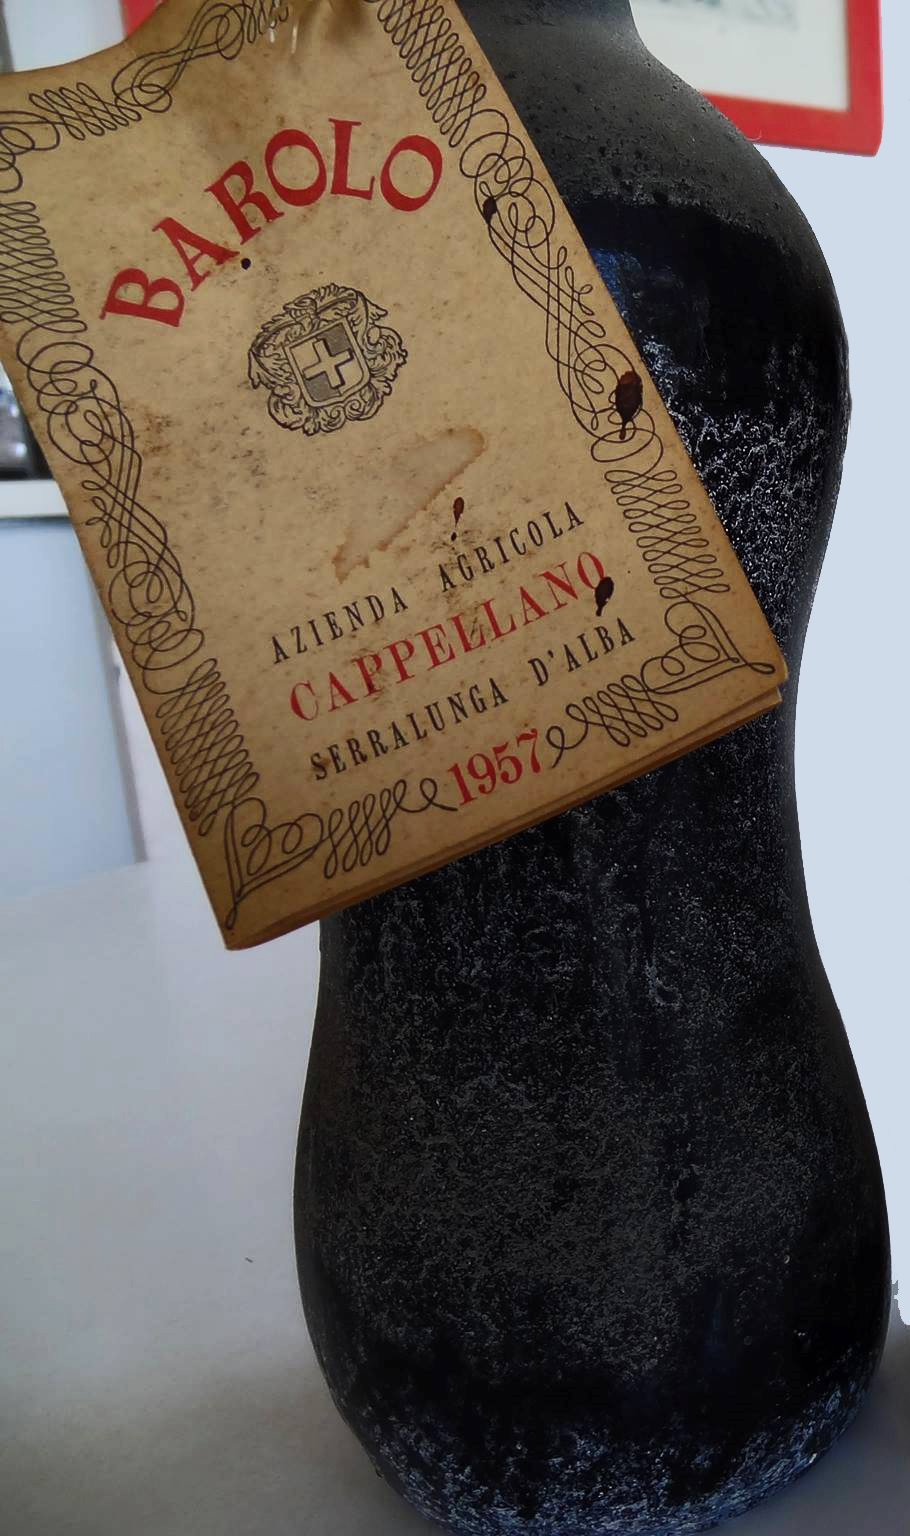 BAROLO
AZIENDA AGRICOLA
CAPPELLANO
SERRALUNGA D'ALBA
1957